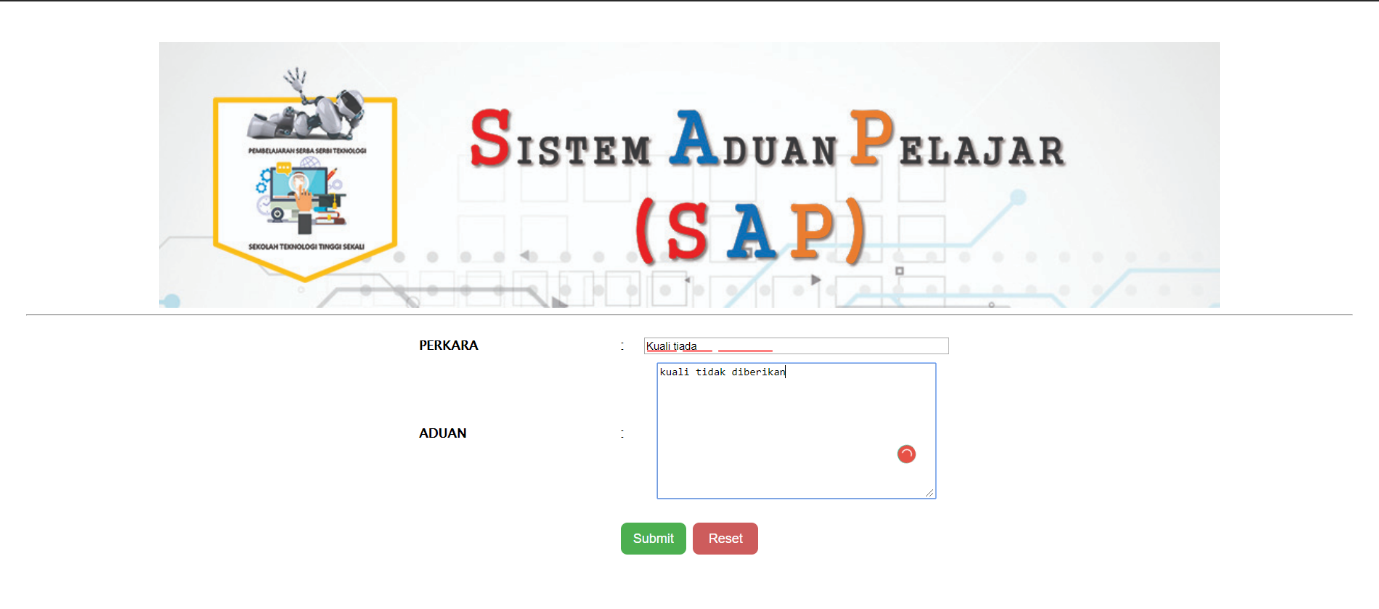 PEMBELAJARAN SERBA SERBI TEKNOLOGI
SEKOLAH TEKNOLOGI TINGGI SEKALI
SISTEM ADUAN PELAJAR
(SAP)
PERKARA : Kuali tiada
ADUAN : kuali tidak diberikan
Submit Reset